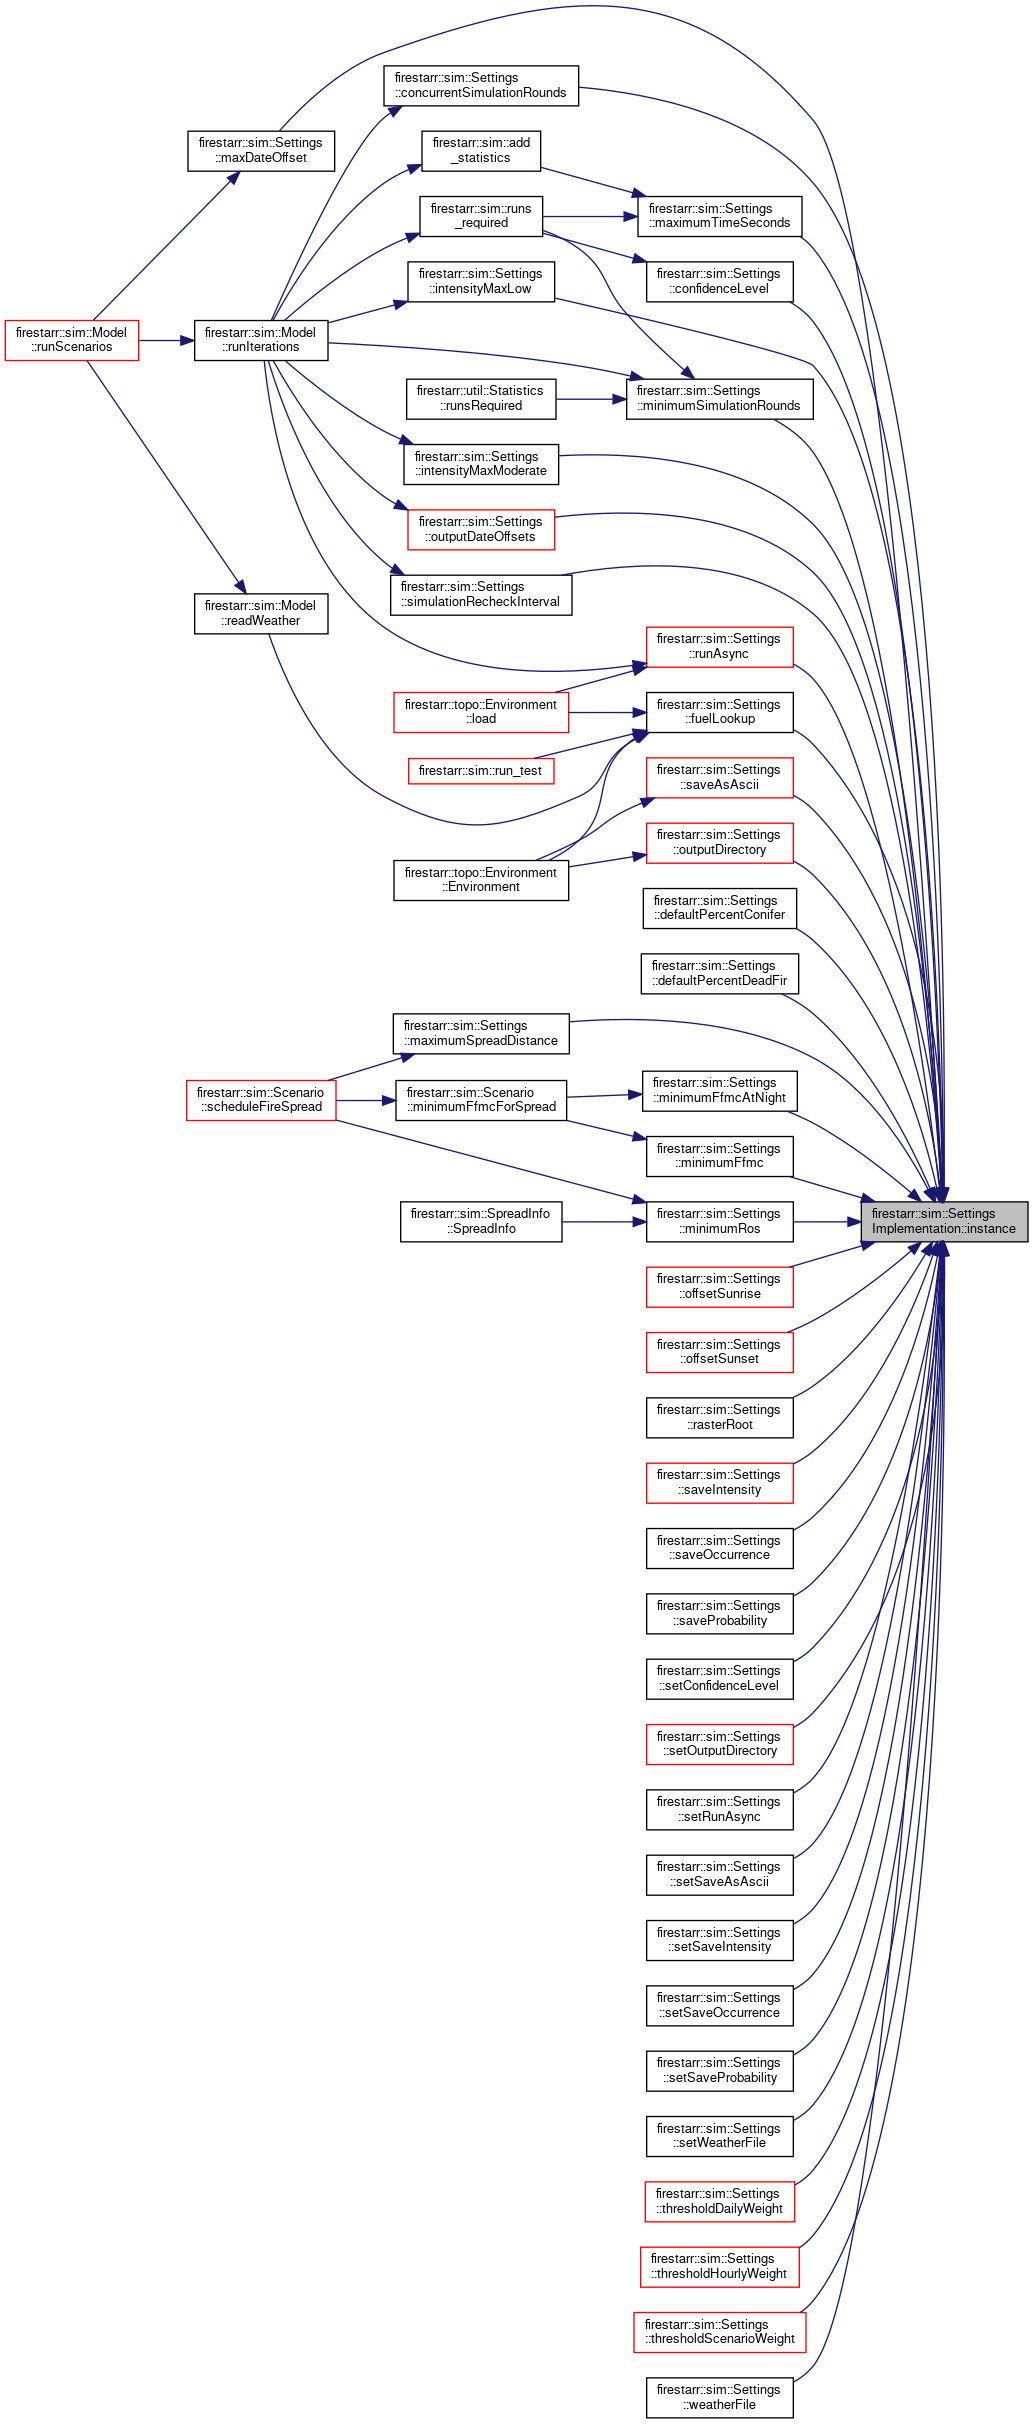 firestarr::sim::Settings
::concurrentSimulationRounds
firestarr::sim::Settings
::maxDateOffset
firestarr::sim::add
_statistics
firestarr::sim::runs
_required
firestarr::sim::Settings
::maximumTimeSeconds
firestarr::sim::Settings
::intensityMaxLow
firestarr::sim::Settings
::confidenceLevel
firestarr::sim::Model
::runScenarios
firestarr::sim::Model
::runIterations
firestarr::util::Statistics
::runsRequired
firestarr::sim::Settings
::minimumSimulationRounds
firestarr::sim::Settings
::intensityMaxModerate
firestarr::sim::Settings
::outputDateOffsets
firestarr::sim::Settings
::simulationRecheckInterval
firestarr::sim::Model
::readWeather
firestarr::sim::Settings
::runAsync
firestarr::topo::Environment
::load
firestarr::sim::Settings
::fuelLookup
firestarr::sim::run_test
firestarr::sim::Settings
::saveAsAscii
firestarr::sim::Settings
::outputDirectory
firestarr::topo::Environment
::Environment
firestarr::sim::Settings
::defaultPercentConifer
firestarr::sim::Settings
::defaultPercentDeadFir
firestarr::sim::Settings
::maximumSpreadDistance
firestarr::sim::Scenario
::scheduleFireSpread
firestarr::sim::Scenario
::minimumFfmcForSpread
firestarr::sim::Settings
::minimumFfmcAtNight
firestarr::sim::Settings
::minimumFfmc
firestarr::sim::SpreadInfo
::SpreadInfo
firestarr::sim::Settings
::minimumRos
firestarr::sim::Settings
Implementation::instance
firestarr::sim::Settings
::offsetSunrise
firestarr::sim::Settings
::offsetSunset
firestarr::sim::Settings
::rasterRoot
firestarr::sim::Settings
::saveIntensity
firestarr::sim::Settings
::saveOccurrence
firestarr::sim::Settings
::saveProbability
firestarr::sim::Settings
::setConfidenceLevel
firestarr::sim::Settings
::setOutputDirectory
firestarr::sim::Settings
::setRunAsync
firestarr::sim::Settings
::setSaveAsAscii
firestarr::sim::Settings
::setSaveIntensity
firestarr::sim::Settings
::setSaveOccurrence
firestarr::sim::Settings
::setSaveProbability
firestarr::sim::Settings
::setWeatherFile
firestarr::sim::Settings
::thresholdDailyWeight
firestarr::sim::Settings
::thresholdHourlyWeight
firestarr::sim::Settings
::thresholdScenarioWeight
firestarr::sim::Settings
::weatherFile